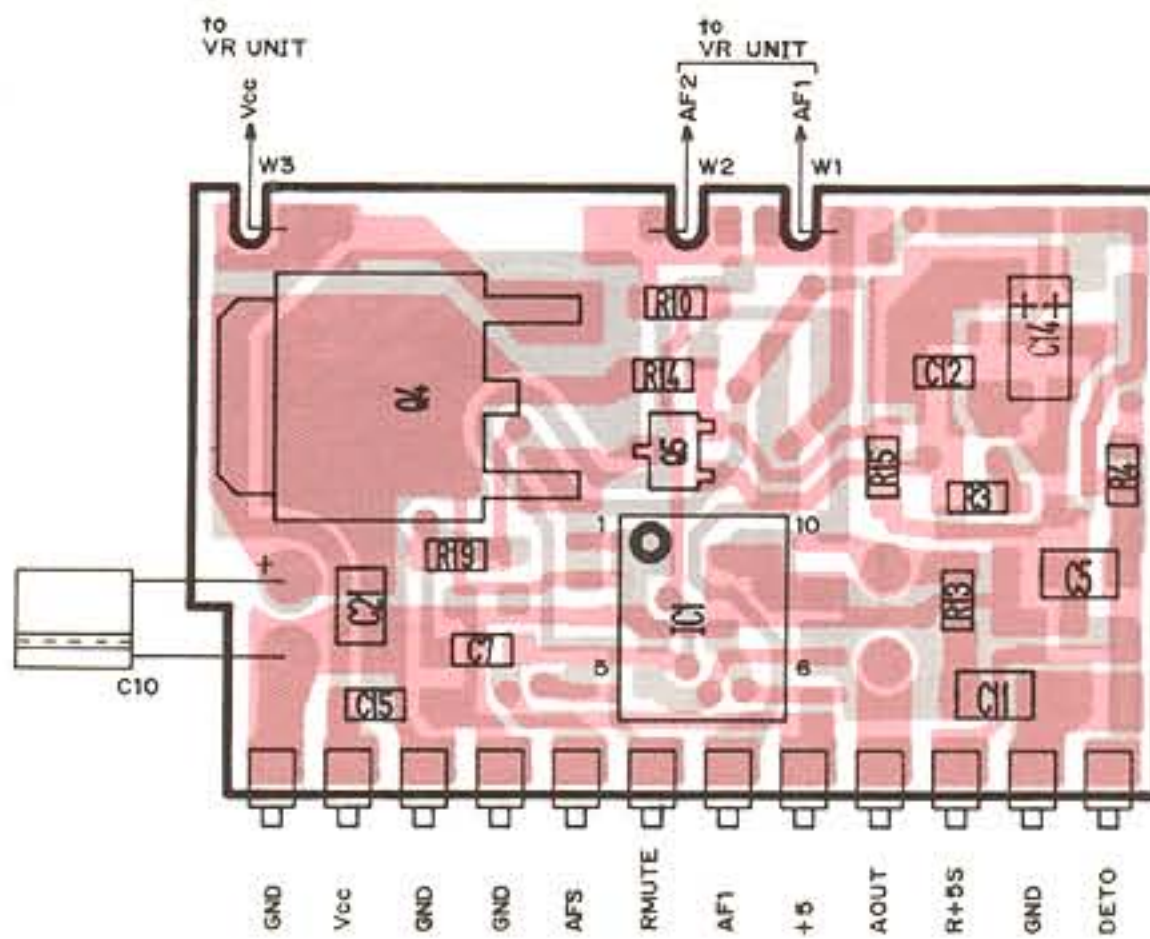 to
VR UNIT
to
VR UNIT
Vcc
AF2
AF1
W3
W2
W1
R10
C14
R14
C12
Q4
Q5
R15
R3
R4
1
10
R19
+
C21
R13
IC1
C7
5
6
C10
C15
C11
GND
Vcc
GND
GND
AFS
RMUTE
AF1
+5
AOUT
R+5S
GND
DETO